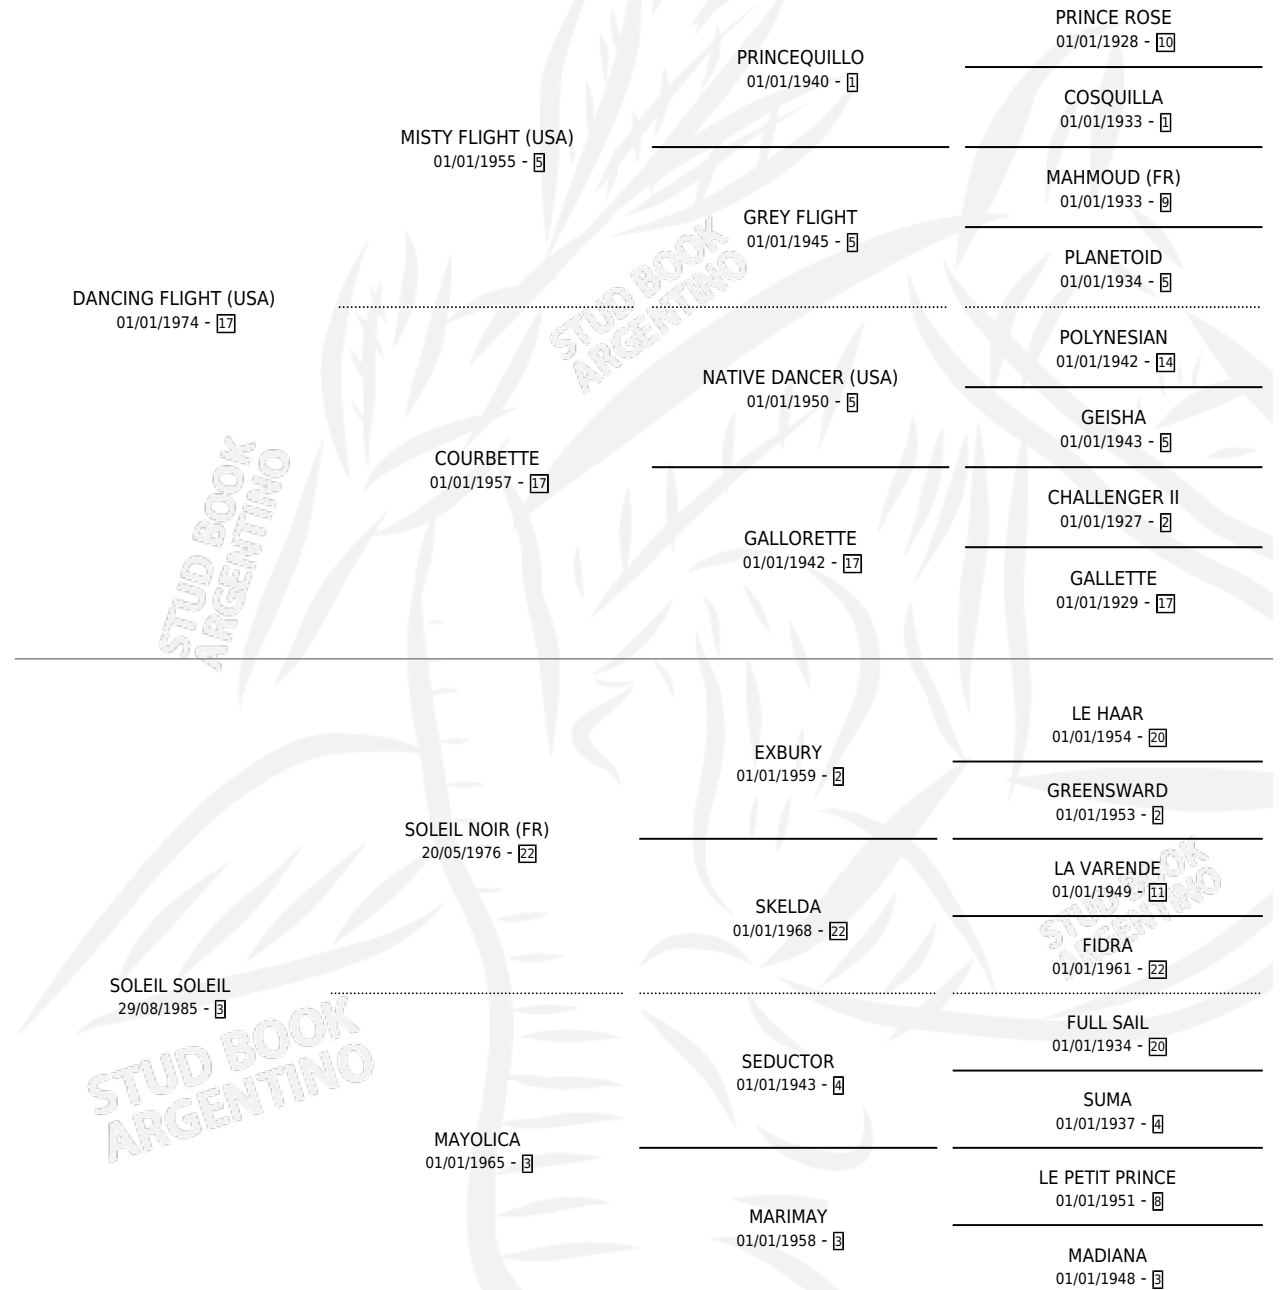 PRINCE ROSE
01/01/1928 - 10
PRINCEQUILLO
01/01/1940 - 1
COSQUILLA
01/01/1933 - 1
MISTY FLIGHT (USA)
01/01/1955 - 5
MAHMOUD (FR)
01/01/1933 - 9
GREY FLIGHT
01/01/1945 - 5
PLANETOID
01/01/1934 - 5
DANCING FLIGHT (USA)
01/01/1974 - 17
POLYNESIAN
01/01/1942 - 14
NATIVE DANCER (USA)
01/01/1950 - 5
GEISHA
01/01/1943 - 5
COURBETTE
01/01/1957 - 17
CHALLENGER II
01/01/1927 - 2
GALLORETTE
01/01/1942 - 17
GALLETTE
01/01/1929 - 17
LE HAAR
01/01/1954 - 20
EXBURY
01/01/1959 - 2
GREENSWARD
01/01/1953 - 2
SOLEIL NOIR (FR)
20/05/1976 - 22
LA VARENDE
01/01/1949 - 11
SKELDA
01/01/1968 - 22
FIDRA
01/01/1961 - 22
SOLEIL SOLEIL
29/08/1985 - 3
FULL SAIL
01/01/1934 - 20
SEDUCTOR
01/01/1943 - 4
SUMA
01/01/1937 - 4
MAYOLICA
01/01/1965 - 3
LE PETIT PRINCE
01/01/1951 - 8
MARIMAY
01/01/1958 - 3
MADIANA
01/01/1948 - 3
STUD BOOK
ARGENTINO
STUD BOOK
ARGENTINO
STUD BOOK
ARGENTINO
STUD BOOK
ARGENTINO